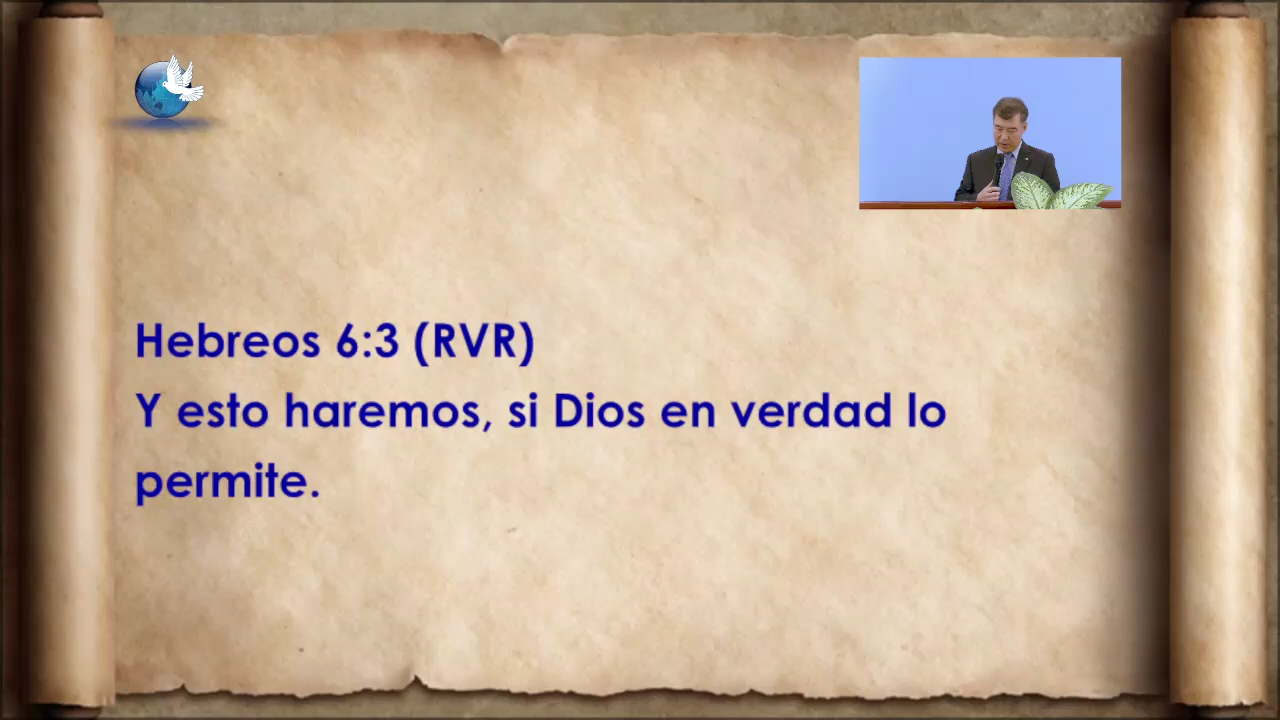 Hebreos 6:3 (RVR)
Y esto haremos, si Dios en verdad lo
permite.